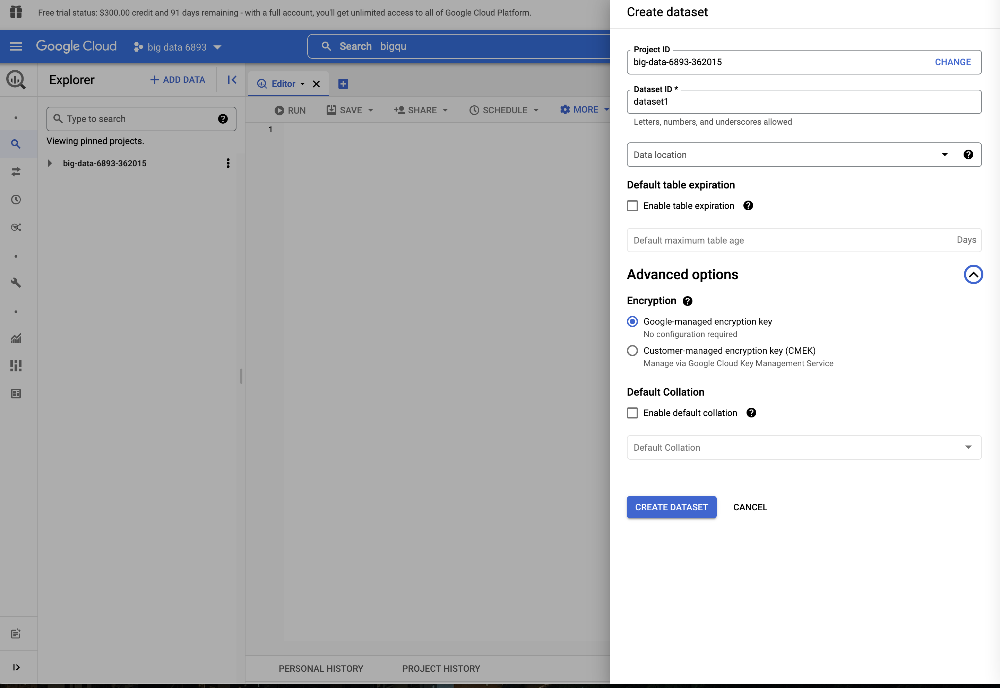 Free trial status: $300.00 credit and 91 days remaining - with a full account, you'll get unlimited access to all of Google Cloud Platform.
Google Cloud
big data 6893
Search bigqu
Explorer
+ ADD DATA
Type to search
Viewing pinned projects.
big-data-6893-362015
Editor
RUN
SAVE
SHARE
SCHEDULE
MORE
1
PERSONAL HISTORY
PROJECT HISTORY
Create dataset
Project ID
big-data-6893-362015
CHANGE
Dataset ID *
dataset1
Letters, numbers, and underscores allowed
Data location
Default table expiration
Enable table expiration
Default maximum table age
Days
Advanced options
Encryption
Google-managed encryption key
No configuration required
Customer-managed encryption key (CMEK)
Manage via Google Cloud Key Management Service
Default Collation
Enable default collation
Default Collation
CREATE DATASET
CANCEL